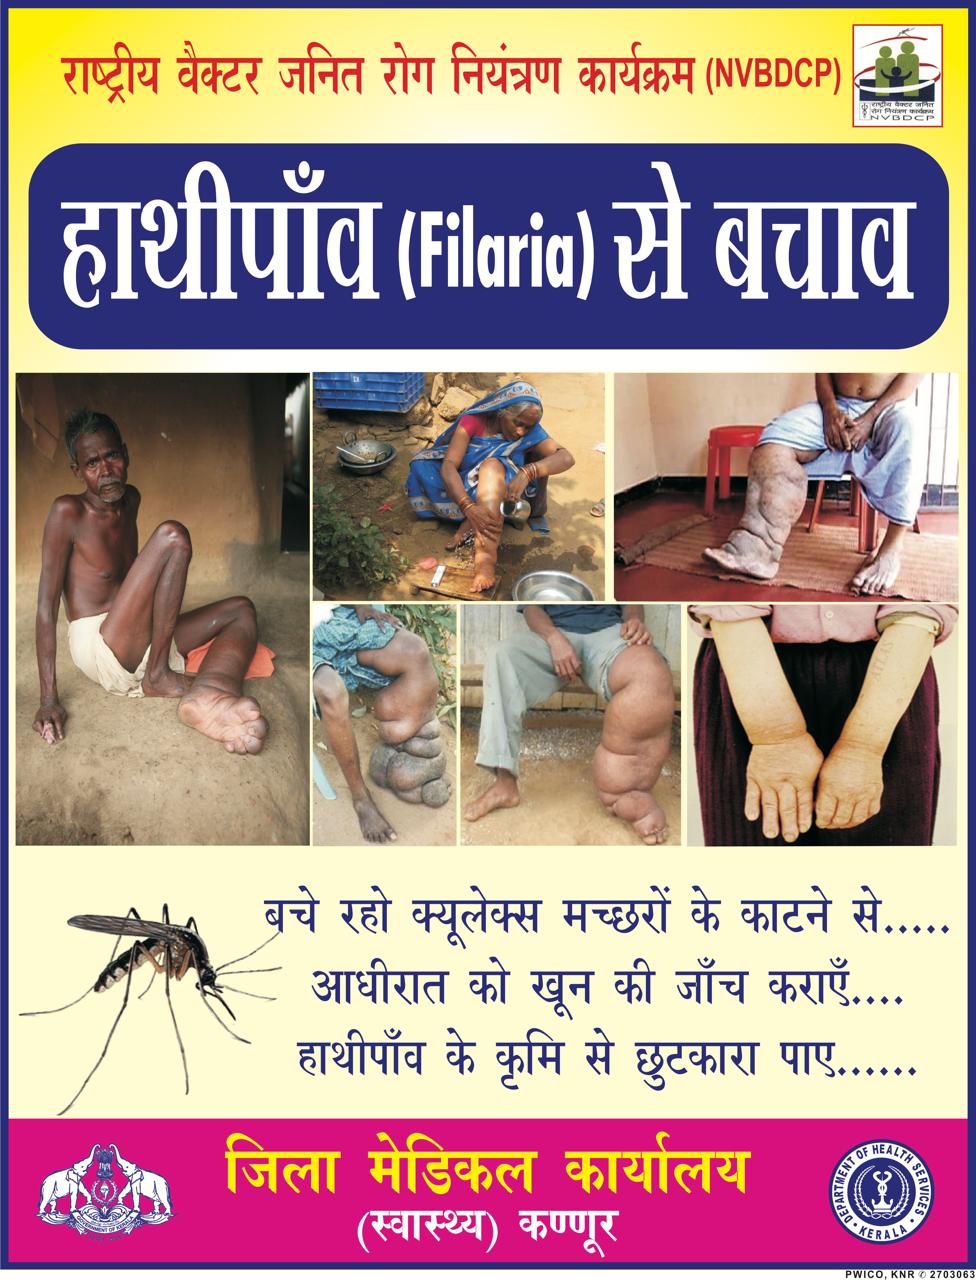 राष्ट्रीय वैक्टर जनित रोग नियंत्रण कार्यक्रम (NVBDCP)
राष्ट्रीय वैक्टर जनित
रोग नियंत्रण कार्यक्रम
NVBDCP
हाथीपाँव (Filaria) से बचाव
बचे रहो क्यूलेक्स मच्छरों के काटने से.....
आधीरात को खून की जाँच कराएँ....
हाथीपाँव के कृमि से छुटकारा पाए......
जिला मेडिकल कार्यालय
(स्वास्थ्य) कण्णूर
GOVERNMENT OF KERALA
DEPARTMENT OF HEALTH SERVICES
KERALA
PWICO, KNR ✆ 2703063